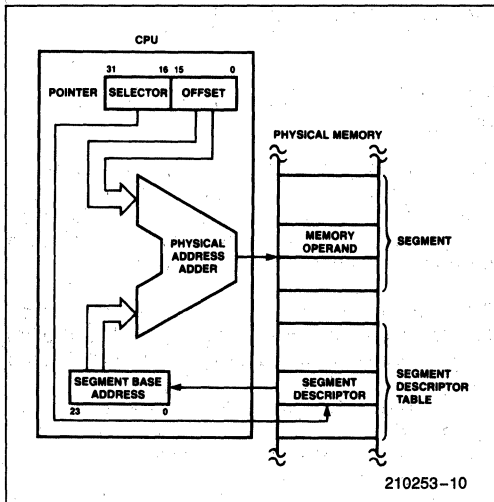 CPU
31 16 15 0
POINTER SELECTOR OFFSET
PHYSICAL MEMORY
PHYSICAL
ADDRESS
ADDER
MEMORY
OPERAND
SEGMENT
SEGMENT BASE
ADDRESS
23 0
SEGMENT
DESCRIPTOR
SEGMENT
DESCRIPTOR
TABLE
210253-10